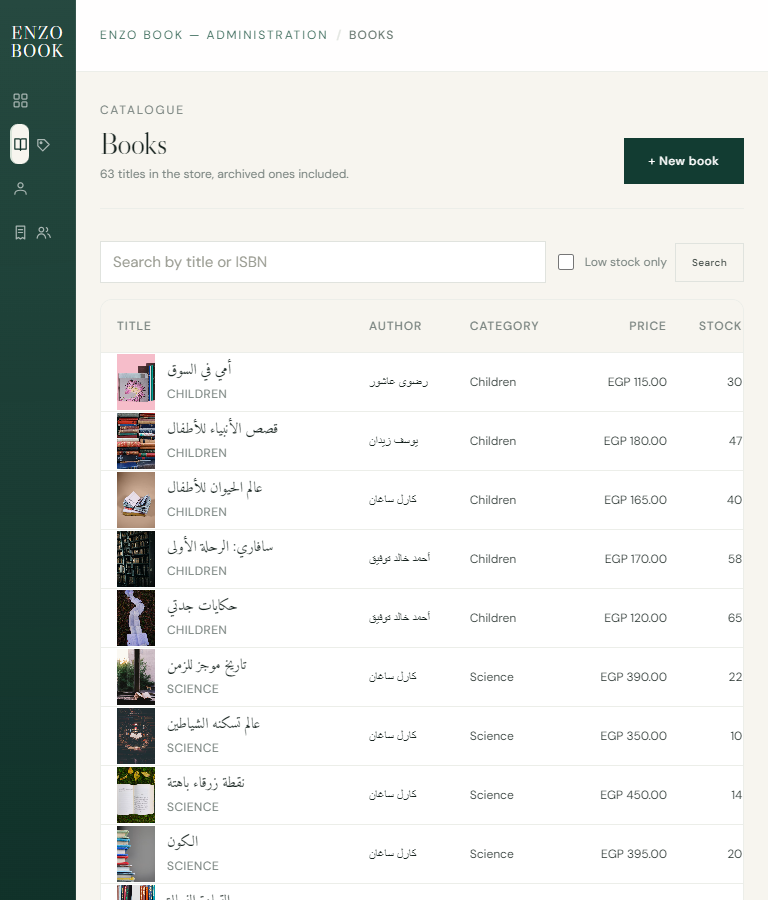 ENZO
BOOK
ENZO BOOK — ADMINISTRATION / BOOKS
CATALOGUE
Books
63 titles in the store, archived ones included.
+ New book
Search by title or ISBN
Low stock only
Search
TITLE AUTHOR CATEGORY PRICE STOCK
أمي في السوق
CHILDREN
رضوى عاشور Children EGP 115.00 30
قصص الأنبياء للأطفال
CHILDREN
يوسف زيدان Children EGP 180.00 47
عالم الحيوان للأطفال
CHILDREN
كارل ساغان Children EGP 165.00 40
سافاري: الرحلة الأولى
CHILDREN
أحمد خالد توفيق Children EGP 170.00 58
حكايات جدتي
CHILDREN
أحمد خالد توفيق Children EGP 120.00 65
تاريخ موجز للزمن
SCIENCE
كارل ساغان Science EGP 390.00 22
عالم تسكنه الشياطين
SCIENCE
كارل ساغان Science EGP 350.00 10
نقطة زرقاء باهتة
SCIENCE
كارل ساغان Science EGP 450.00 14
الكون
SCIENCE
كارل ساغان Science EGP 395.00 20